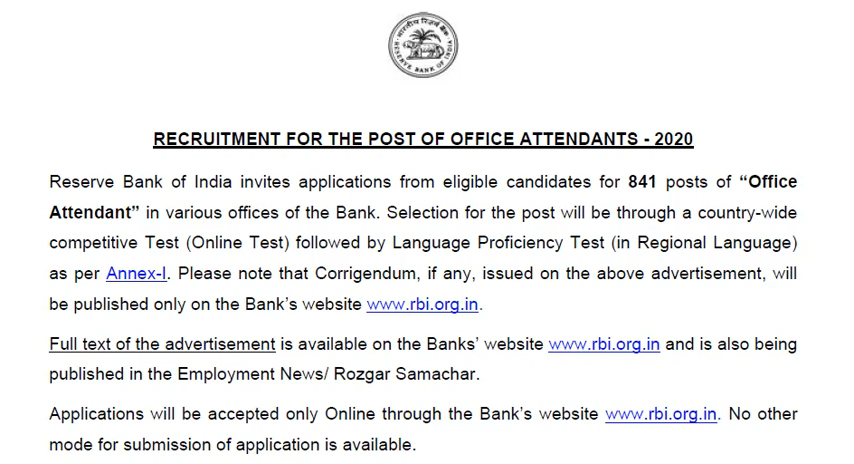 भारतीय रिज़र्व बैंक
RESERVE BANK OF INDIA
RECRUITMENT FOR THE POST OF OFFICE ATTENDANTS - 2020
Reserve Bank of India invites applications from eligible candidates for 841 posts of “Office
Attendant” in various offices of the Bank. Selection for the post will be through a country-wide
competitive Test (Online Test) followed by Language Proficiency Test (in Regional Language)
as per Annex-I. Please note that Corrigendum, if any, issued on the above advertisement, will
be published only on the Bank’s website www.rbi.org.in.
Full text of the advertisement is available on the Banks’ website www.rbi.org.in and is also being
published in the Employment News/ Rozgar Samachar.
Applications will be accepted only Online through the Bank’s website www.rbi.org.in. No other
mode for submission of application is available.